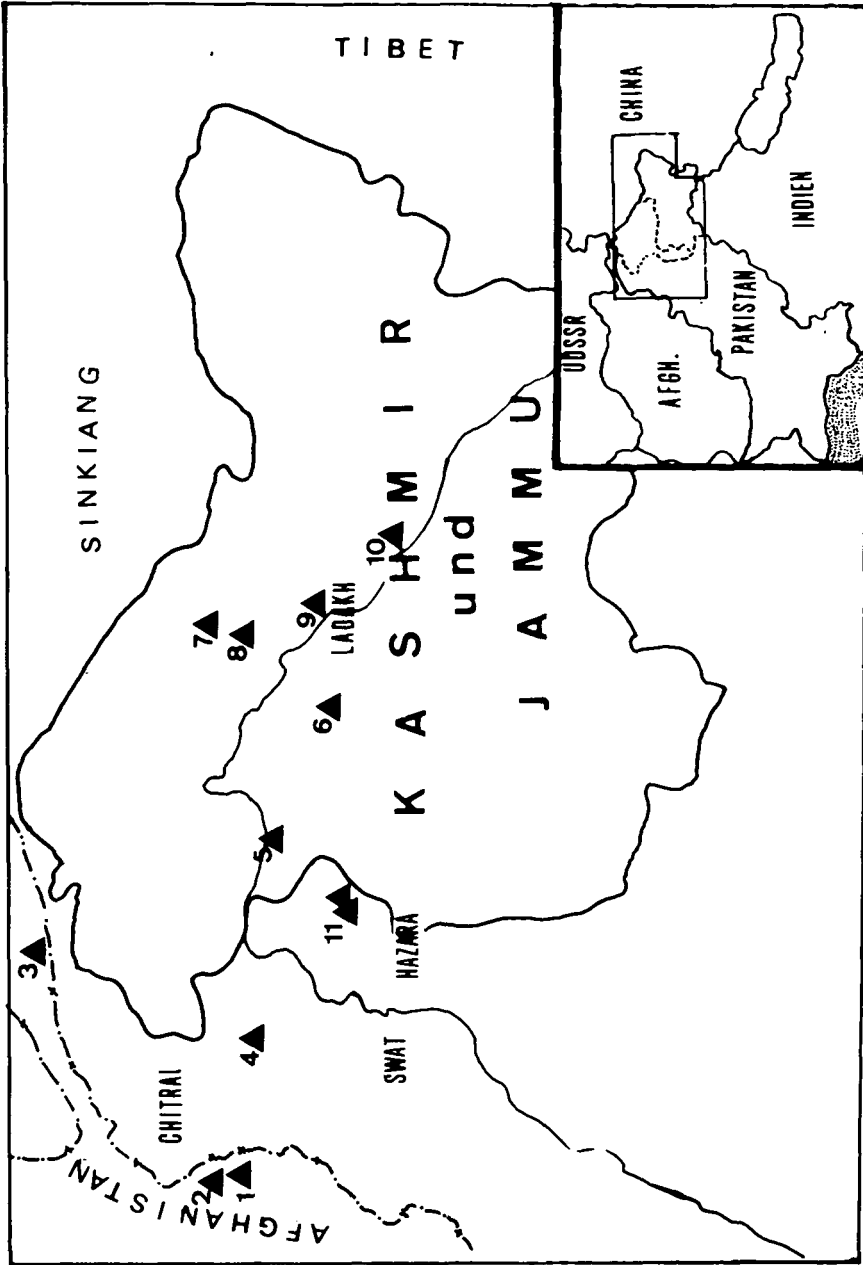 TIBET
SINKIANG
AFGHANISTAN
CHITRAL
SWAT
HAZARA
LADAKH
KASHMIR
und
JAMMU
1
2
3
4
5
6
7
8
9
10
11
UDSSR
CHINA
AFGH.
PAKISTAN
INDIEN